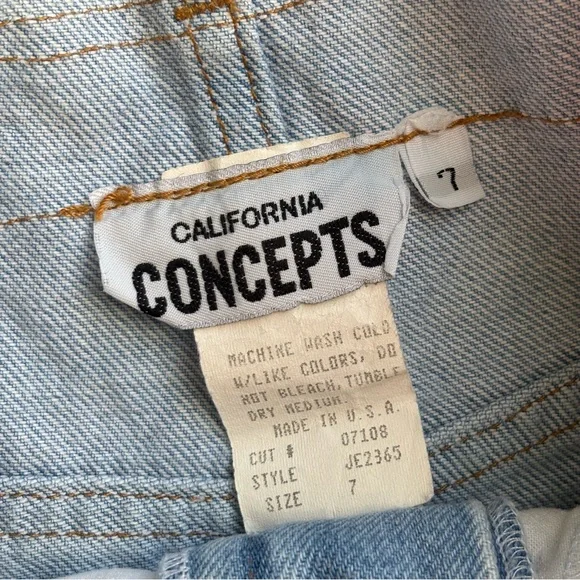 CALIFORNIA
CONCEPTS
7
MACHINE WASH COLD
W/LIKE COLORS, DO
NOT BLEACH, TUMBLE
DRY MEDIUM.
MADE IN U.S.A.
CUT # 07108
STYLE JE2365
SIZE 7